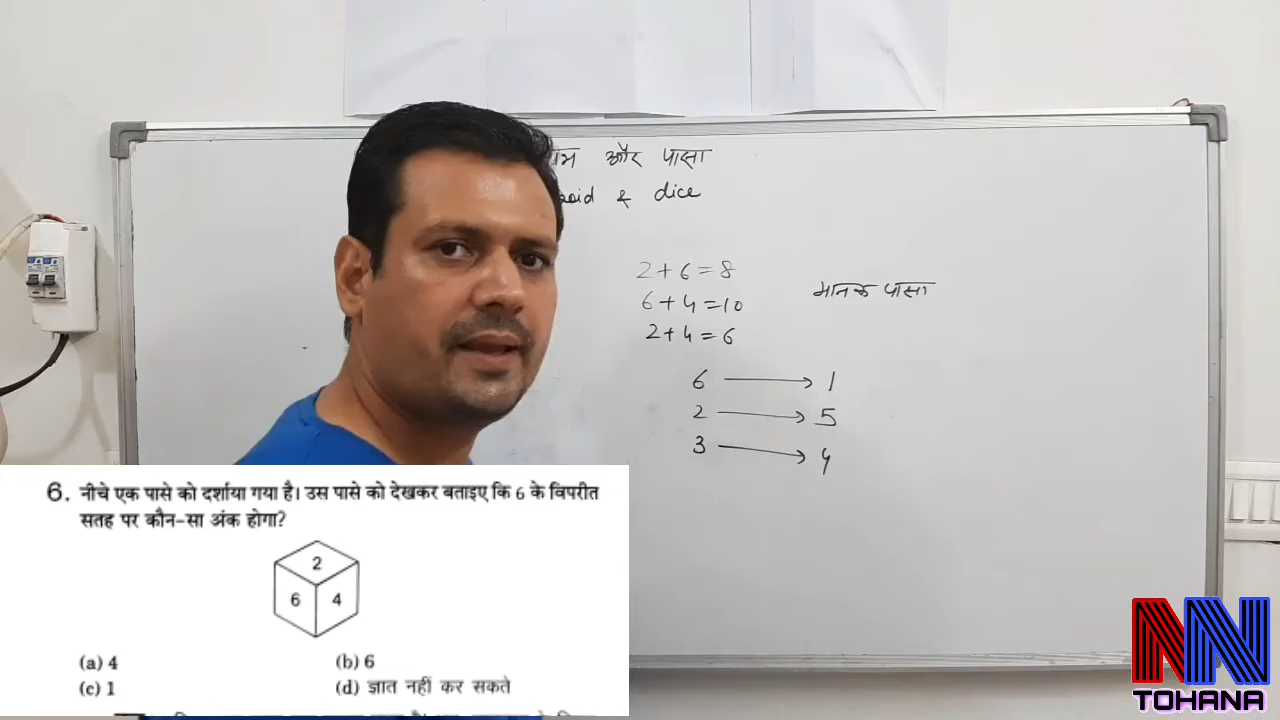 और पासा
& dice
2+6=8
6+4=10
2+4=6
मानक पासा
6 → 1
2 → 5
3 → 4
6. नीचे एक पासे को दर्शाया गया है। उस पासे को देखकर बताइए कि 6 के विपरीत
सतह पर कौन-सा अंक होगा?
2
6 4
(a) 4 (b) 6
(c) 1 (d) ज्ञात नहीं कर सकते
NN
TOHANA